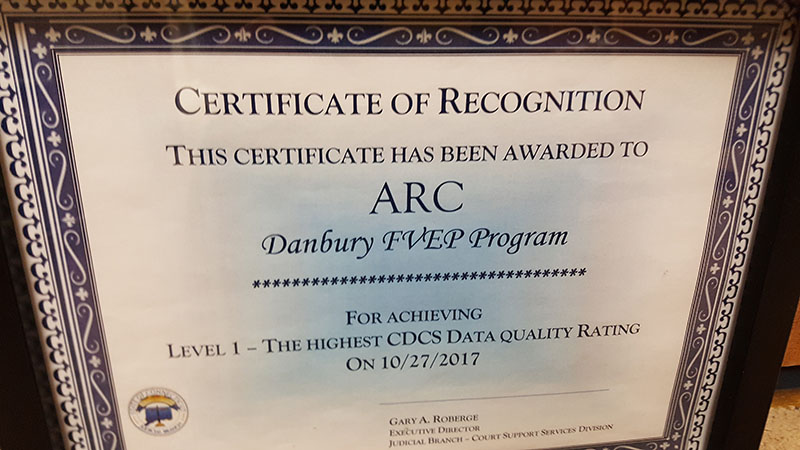 CERTIFICATE OF RECOGNITION
THIS CERTIFICATE HAS BEEN AWARDED TO
ARC
Danbury FVEP Program
**********************************
FOR ACHIEVING
LEVEL 1 – THE HIGHEST CDCS DATA QUALITY RATING
ON 10/27/2017
GARY A. ROBERGE
EXECUTIVE DIRECTOR
JUDICIAL BRANCH – COURT SUPPORT SERVICES DIVISION